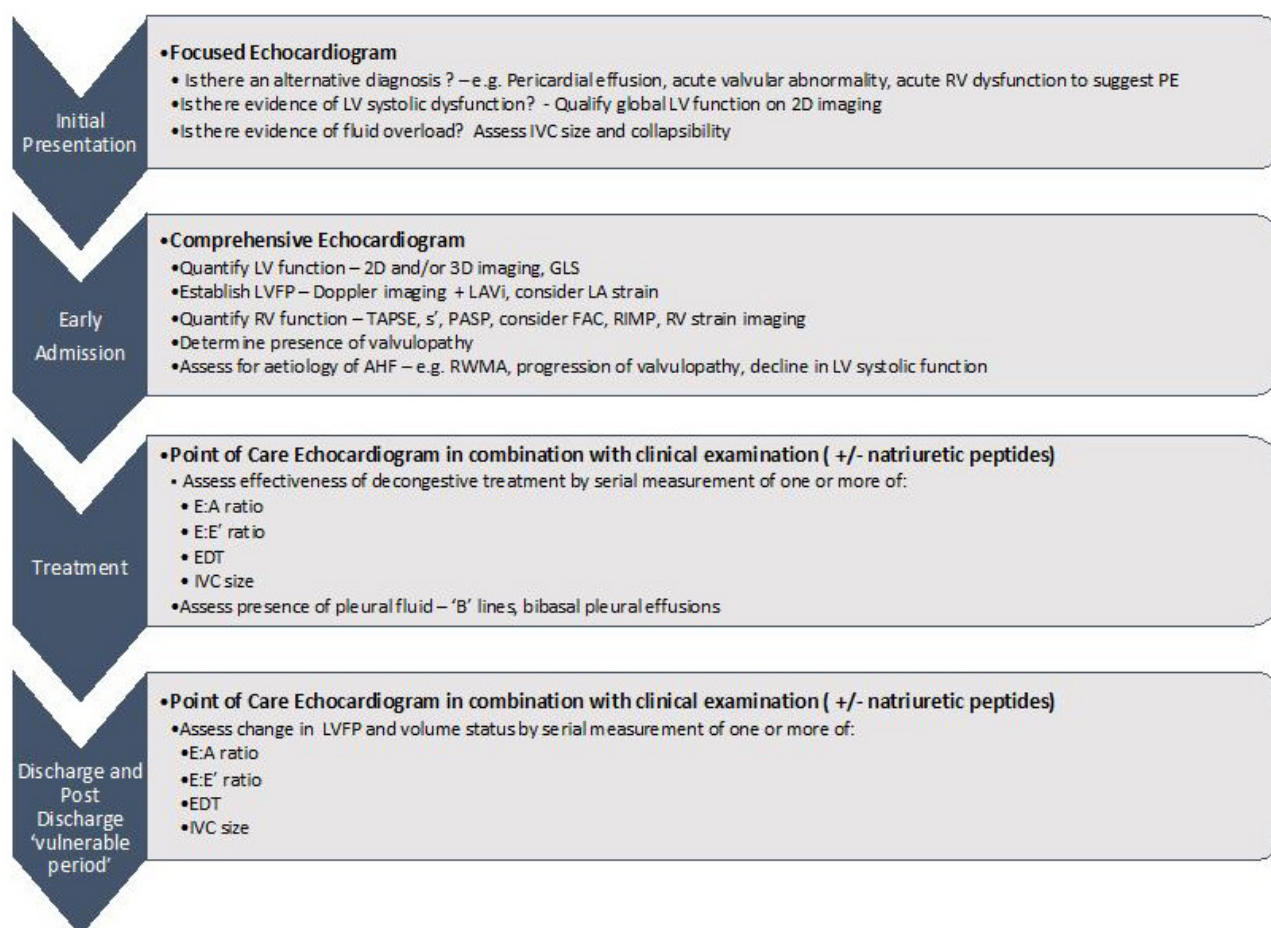 Initial
Presentation
•Focused Echocardiogram
• Is there an alternative diagnosis ? – e.g. Pericardial effusion, acute valvular abnormality, acute RV dysfunction to suggest PE
•Is there evidence of LV systolic dysfunction? - Qualify global LV function on 2D imaging
•Is there evidence of fluid overload? Assess IVC size and collapsibility
Early
Admission
•Comprehensive Echocardiogram
•Quantify LV function – 2D and/or 3D imaging, GLS
•Establish LVFP – Doppler imaging + LAVi, consider LA strain
•Quantify RV function – TAPSE, s’, PASP, consider FAC, RIMP, RV strain imaging
•Determine presence of valvulopathy
•Assess for aetiology of AHF – e.g. RWMA, progression of valvulopathy, decline in LV systolic function
Treatment
•Point of Care Echocardiogram in combination with clinical examination ( +/- natriuretic peptides)
• Assess effectiveness of decongestive treatment by serial measurement of one or more of:
• E:A ratio
• E:E’ ratio
• EDT
• IVC size
•Assess presence of pleural fluid – ‘B’ lines, bibasal pleural effusions
Discharge and
Post
Discharge
‘vulnerable
period’
•Point of Care Echocardiogram in combination with clinical examination ( +/- natriuretic peptides)
•Assess change in LVFP and volume status by serial measurement of one or more of:
•E:A ratio
•E:E’ ratio
•EDT
•IVC size